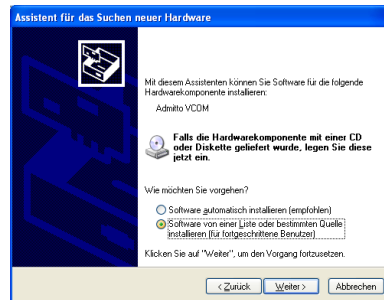 Assistent für das Suchen neuer Hardware
Mit diesem Assistenten können Sie Software für die folgende
Hardwarekomponente installieren:
Admitto VCOM
Falls die Hardwarekomponente mit einer CD
oder Diskette geliefert wurde, legen Sie diese
jetzt ein.
Wie möchten Sie vorgehen?
Software automatisch installieren (empfohlen)
Software von einer Liste oder bestimmten Quelle
installieren (für fortgeschrittene Benutzer)
Klicken Sie auf "Weiter", um den Vorgang fortzusetzen.
< Zurück Weiter > Abbrechen